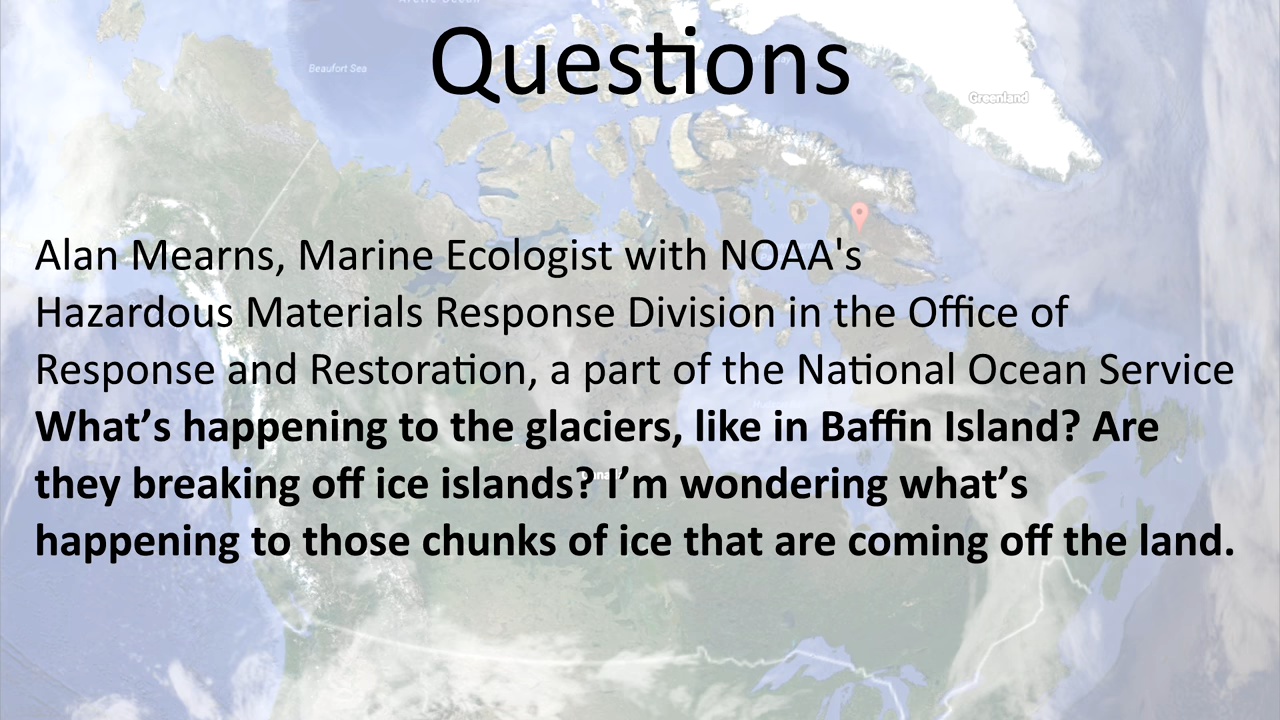 Arctic Ocean
Questions
Beaufort Sea
Greenland
Alan Mearns, Marine Ecologist with NOAA's
Hazardous Materials Response Division in the Office of
Response and Restoration, a part of the National Ocean Service
What’s happening to the glaciers, like in Baffin Island? Are
they breaking off ice islands? I’m wondering what’s
happening to those chunks of ice that are coming off the land.